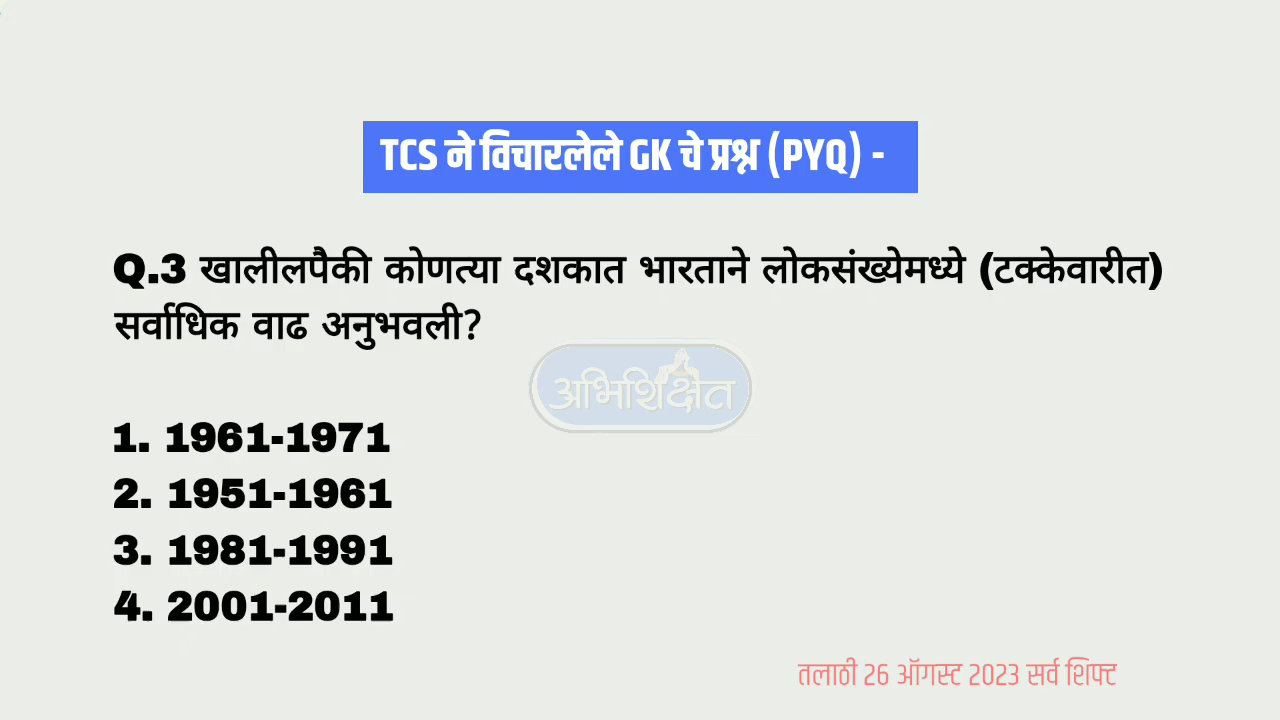 TCS ने विचारलेले GK चे प्रश्न (PYQ) -
Q.3 खालीलपैकी कोणत्या दशकात भारताने लोकसंख्येमध्ये (टक्केवारीत)
सर्वाधिक वाढ अनुभवली?
अभिशिक्षित
1. 1961-1971
2. 1951-1961
3. 1981-1991
4. 2001-2011
तलाठी 26 ऑगस्ट 2023 सर्व शिफ्ट